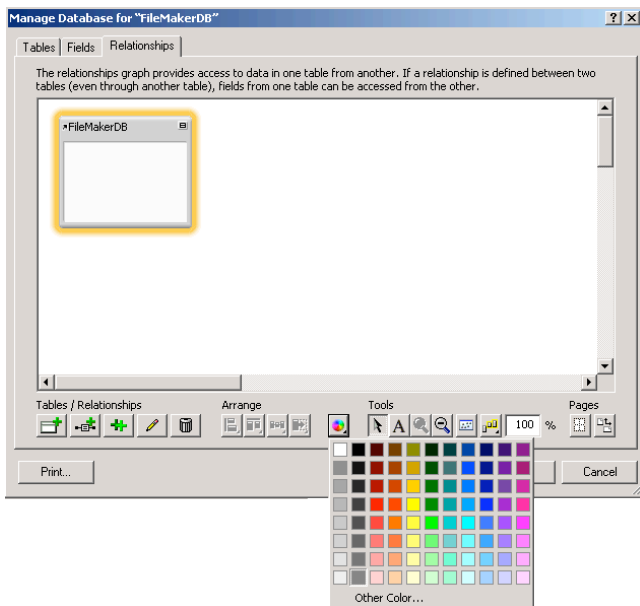 Manage Database for "FileMakerDB"
Tables Fields Relationships
The relationships graph provides access to data in one table from another. If a relationship is defined between two
tables (even through another table), fields from one table can be accessed from the other.
FileMakerDB
Tables / Relationships Arrange Tools Pages
A 100 %
Print... Cancel
Other Color...